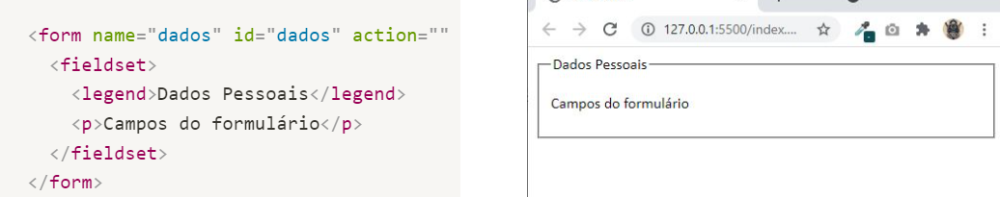 <form name="dados" id="dados" action=""
<fieldset>
<legend>Dados Pessoais</legend>
<p>Campos do formulário</p>
</fieldset>
</form>
127.0.0.1:5500/index....
Dados Pessoais
Campos do formulário